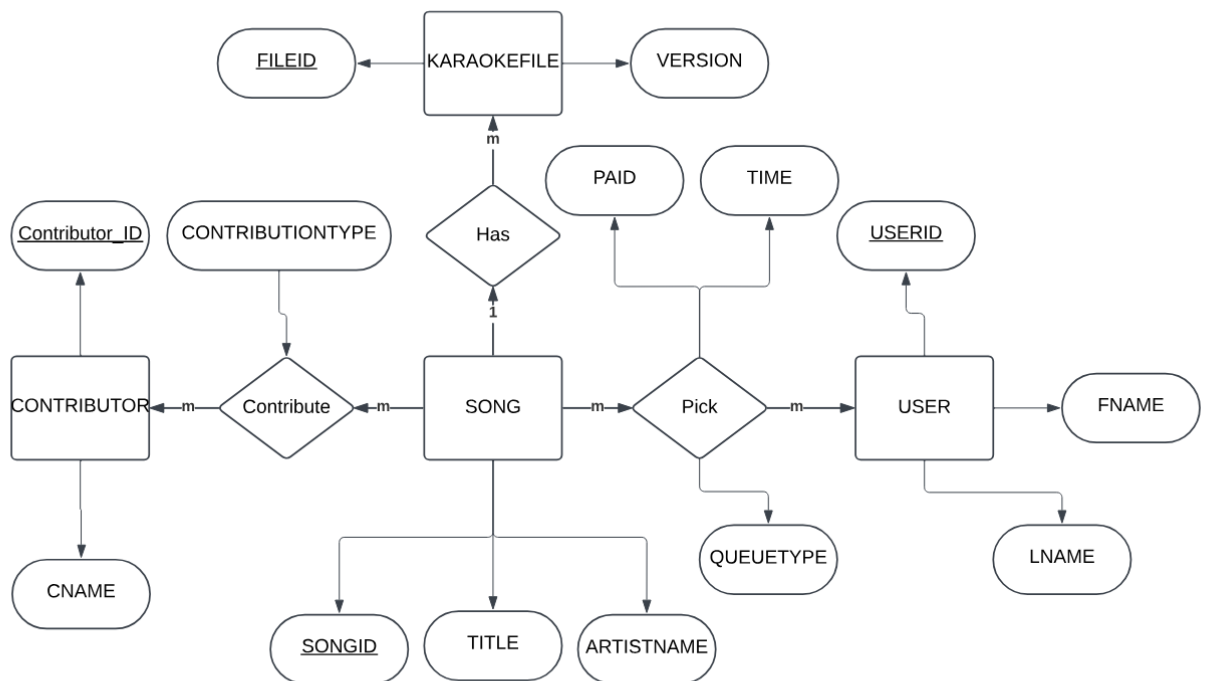 FILEID
KARAOKEFILE
VERSION
m
PAID
TIME
Contributor_ID
CONTRIBUTIONTYPE
Has
USERID
1
CONTRIBUTOR
m
Contribute
m
SONG
m
Pick
m
USER
FNAME
QUEUETYPE
LNAME
CNAME
SONGID
TITLE
ARTISTNAME